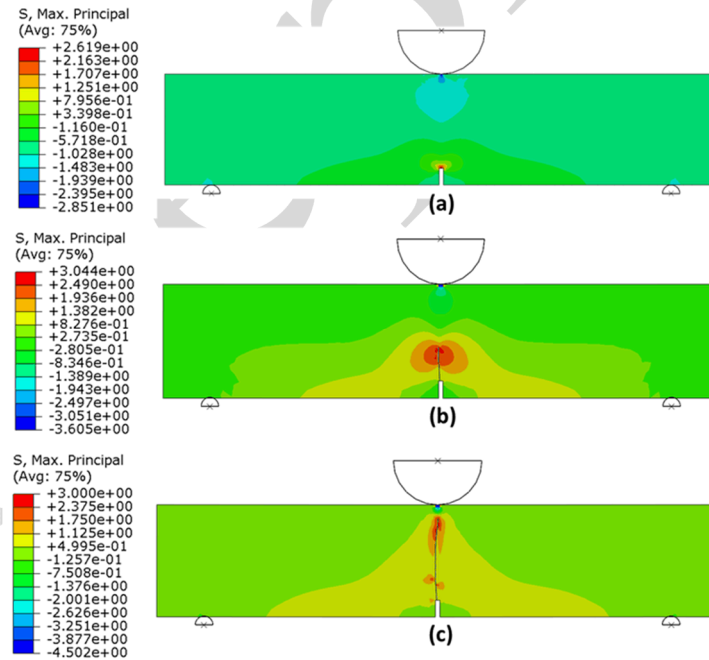 S, Max. Principal
(Avg: 75%)
+2.619e+00
+2.163e+00
+1.707e+00
+1.251e+00
+7.956e-01
+3.398e-01
-1.160e-01
-5.718e-01
-1.028e+00
-1.483e+00
-1.939e+00
-2.395e+00
-2.851e+00
(a)
S, Max. Principal
(Avg: 75%)
+3.044e+00
+2.490e+00
+1.936e+00
+1.382e+00
+8.276e-01
+2.735e-01
-2.805e-01
-8.346e-01
-1.389e+00
-1.943e+00
-2.497e+00
-3.051e+00
-3.605e+00
(b)
S, Max. Principal
(Avg: 75%)
+3.000e+00
+2.375e+00
+1.750e+00
+1.125e+00
+4.995e-01
-1.257e-01
-7.508e-01
-1.376e+00
-2.001e+00
-2.626e+00
-3.251e+00
-3.877e+00
-4.502e+00
(c)